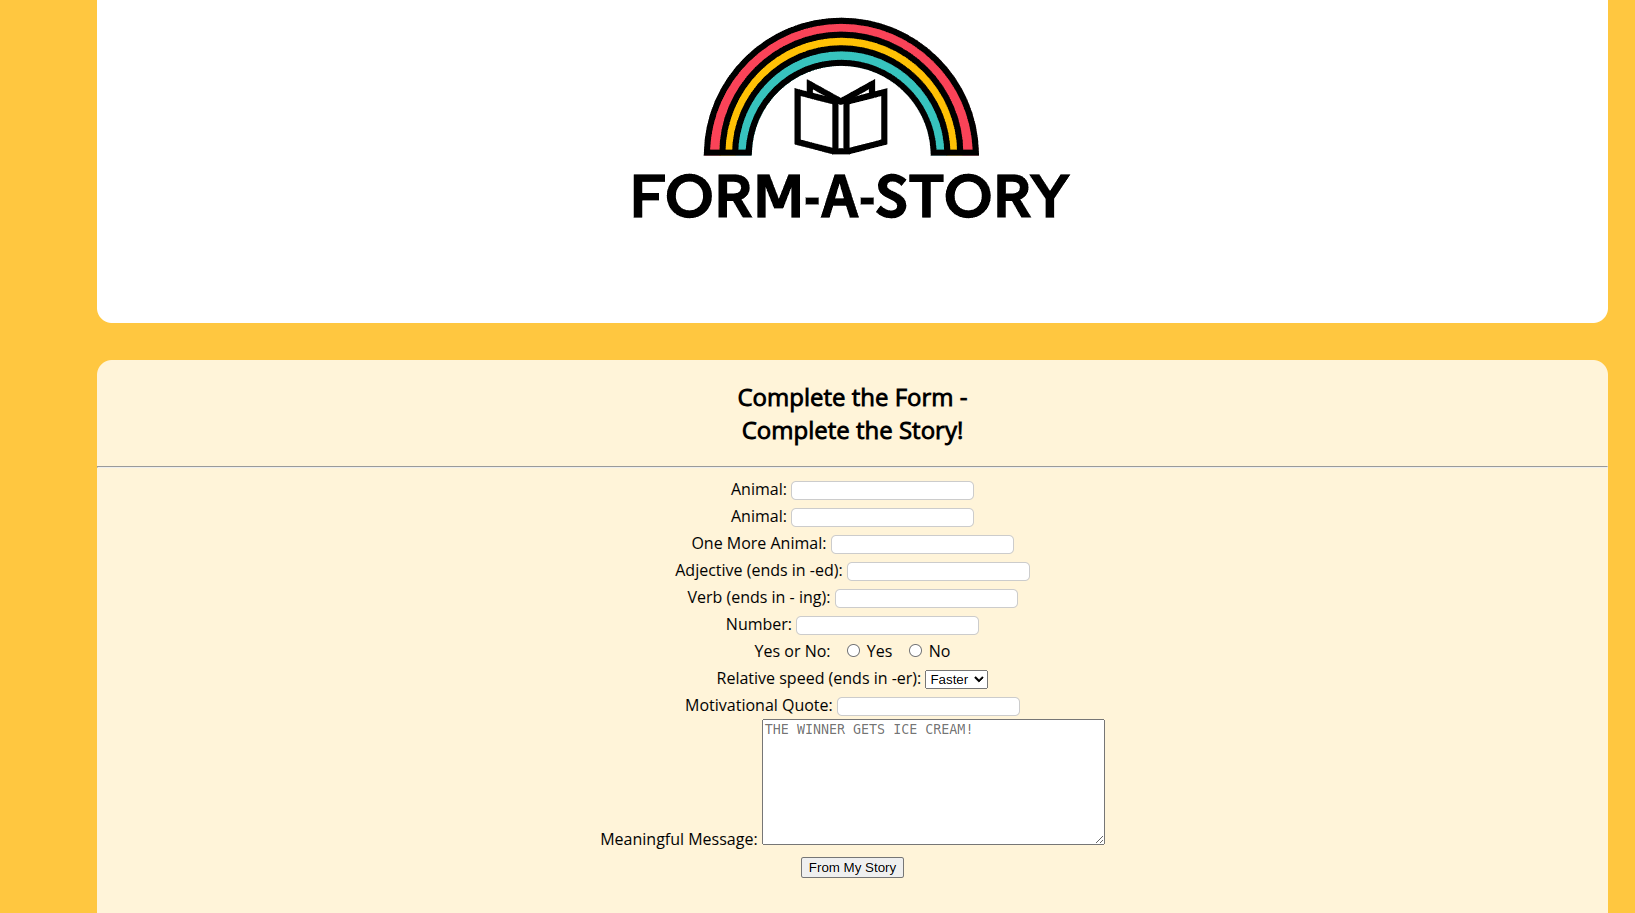 FORM-A-STORY
Complete the Form -
Complete the Story!
Animal:
Animal:
One More Animal:
Adjective (ends in -ed):
Verb (ends in - ing):
Number:
Yes or No: Yes No
Relative speed (ends in -er): Faster
Motivational Quote:
THE WINNER GETS ICE CREAM!
Meaningful Message:
From My Story